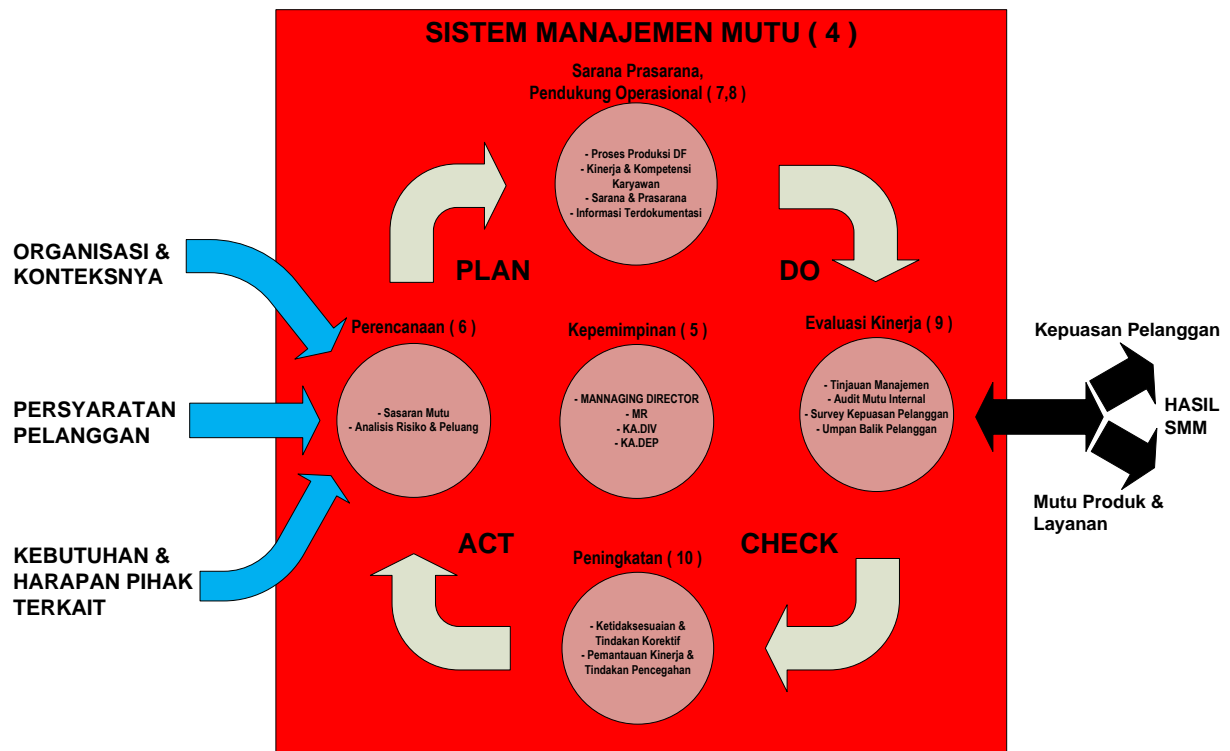 SISTEM MANAJEMEN MUTU ( 4 )
Sarana Prasarana,
Pendukung Operasional ( 7,8 )
- Proses Produksi DF
- Kinerja & Kompetensi
Karyawan
- Sarana & Prasarana
- Informasi Terdokumentasi
ORGANISASI &
KONTEKSNYA
PLAN
DO
Perencanaan ( 6 )
- Sasaran Mutu
- Analisis Risiko & Peluang
Kepemimpinan ( 5 )
- MANNAGING DIRECTOR
- MR
- KA.DIV
- KA.DEP
Evaluasi Kinerja ( 9 )
- Tinjauan Manajemen
- Audit Mutu Internal
- Survey Kepuasan Pelanggan
- Umpan Balik Pelanggan
Kepuasan Pelanggan
PERSYARATAN
PELANGGAN
HASIL
SMM
Mutu Produk &
Layanan
KEBUTUHAN &
HARAPAN PIHAK
TERKAIT
ACT
CHECK
Peningkatan ( 10 )
- Ketidaksesuaian &
Tindakan Korektif
- Pemantauan Kinerja &
Tindakan Pencegahan